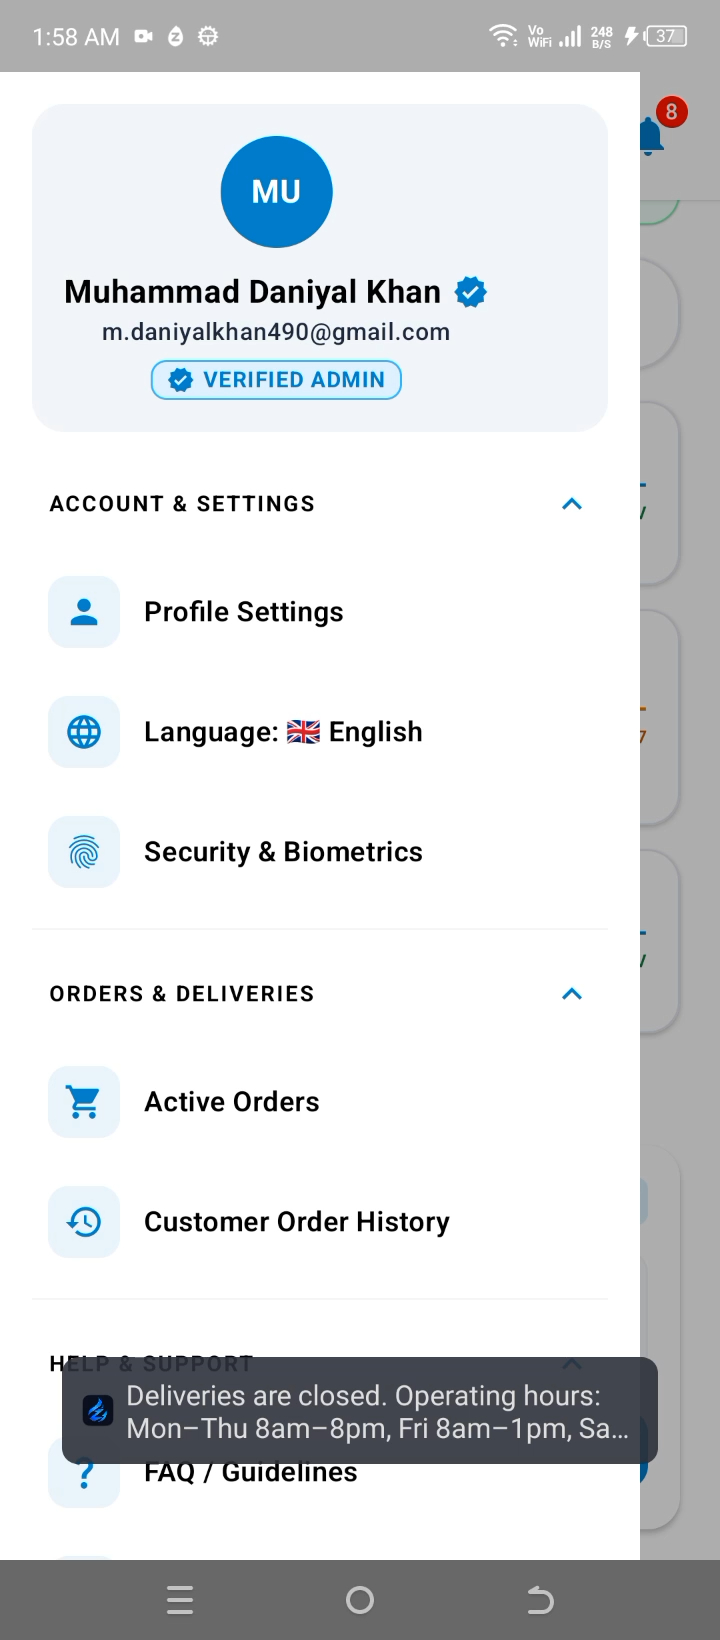 1:58 AM
Vo WiFi
248 B/S
37
8
MU
Muhammad Daniyal Khan
m.daniyalkhan490@gmail.com
VERIFIED ADMIN
ACCOUNT & SETTINGS
Profile Settings
Language: 🇬🇧 English
Security & Biometrics
ORDERS & DELIVERIES
Active Orders
Customer Order History
HELP & SUPPORT
Deliveries are closed. Operating hours:
Mon–Thu 8am–8pm, Fri 8am–1pm, Sa...
? FAQ / Guidelines